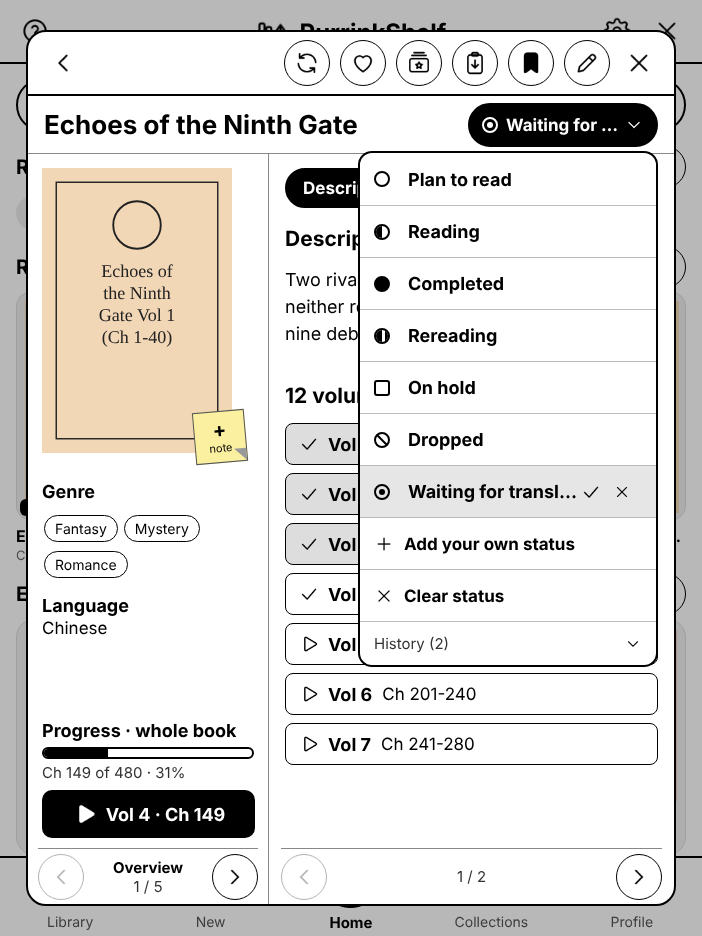 PurrinkShelf
Echoes of the Ninth Gate
Waiting for ...
Echoes of
the Ninth
Gate Vol 1
(Ch 1-40)
+
note
Genre
Fantasy
Mystery
Romance
Language
Chinese
Progress · whole book
Ch 149 of 480 · 31%
Vol 4 · Ch 149
Overview
1 / 5
Two
neither
nine
12
Vol
Vol
Vol
Vol
Vol
Vol 6 Ch 201-240
Vol 7 Ch 241-280
1 / 2
Plan to read
Reading
Completed
Rereading
On hold
Dropped
Waiting for transl...
Add your own status
Clear status
History (2)
Library
New
Home
Collections
Profile